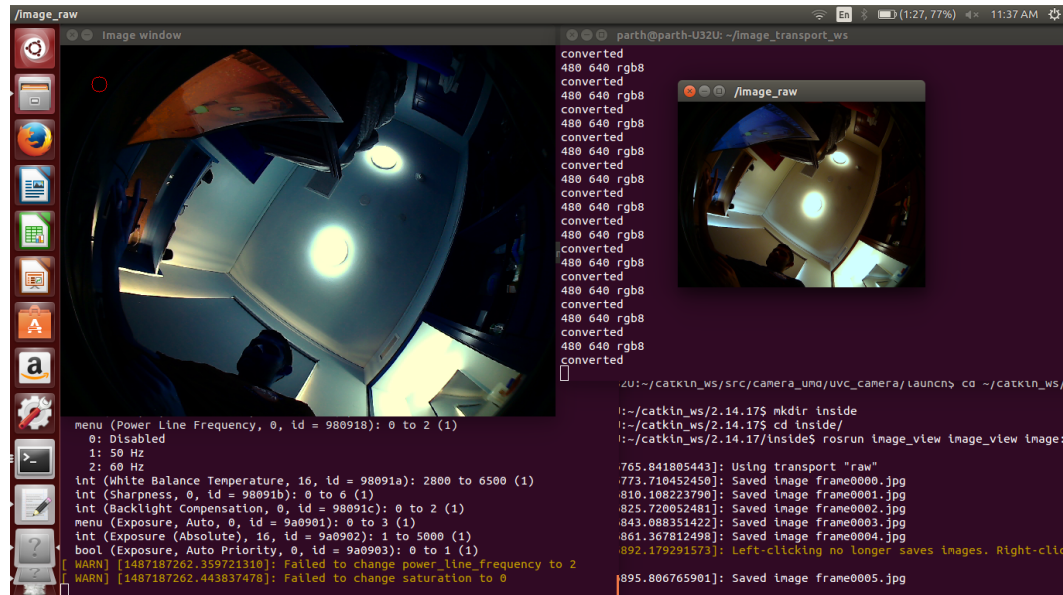 /image_raw
En
(1:27, 77%)
11:37 AM
Image window
parth@parth-U32U: ~/image_transport_ws
converted
480 640 rgb8
converted
480 640 rgb8
converted
480 640 rgb8
converted
480 640 rgb8
converted
480 640 rgb8
converted
480 640 rgb8
converted
480 640 rgb8
converted
480 640 rgb8
converted
480 640 rgb8
converted
480 640 rgb8
converted
480 640 rgb8
converted
/image_raw
menu (Power Line Frequency, 0, id = 980918): 0 to 2 (1)
0: Disabled
1: 50 Hz
2: 60 Hz
int (White Balance Temperature, 16, id = 98091a): 2800 to 6500 (1)
int (Sharpness, 0, id = 98091b): 0 to 6 (1)
int (Backlight Compensation, 0, id = 98091c): 0 to 2 (1)
menu (Exposure, Auto, 0, id = 9a0901): 0 to 3 (1)
int (Exposure (Absolute), 16, id = 9a0902): 1 to 5000 (1)
bool (Exposure, Auto Priority, 0, id = 9a0903): 0 to 1 (1)
[ WARN] [1487187262.359721310]: Failed to change power_line_frequency to 2
[ WARN] [1487187262.443837478]: Failed to change saturation to 0
:~/catkin_ws/src/camera_umd/uvc_camera/launch$ cd ~/catkin_ws/
:~/catkin_ws/2.14.17$ mkdir inside
:~/catkin_ws/2.14.17$ cd inside/
:~/catkin_ws/2.14.17/inside$ rosrun image_view image_view image:
765.841805443]: Using transport "raw"
773.710452450]: Saved image frame0000.jpg
810.108223790]: Saved image frame0001.jpg
825.720052481]: Saved image frame0002.jpg
843.088351422]: Saved image frame0003.jpg
861.367812498]: Saved image frame0004.jpg
892.179291573]: Left-clicking no longer saves images. Right-clic
895.806765901]: Saved image frame0005.jpg